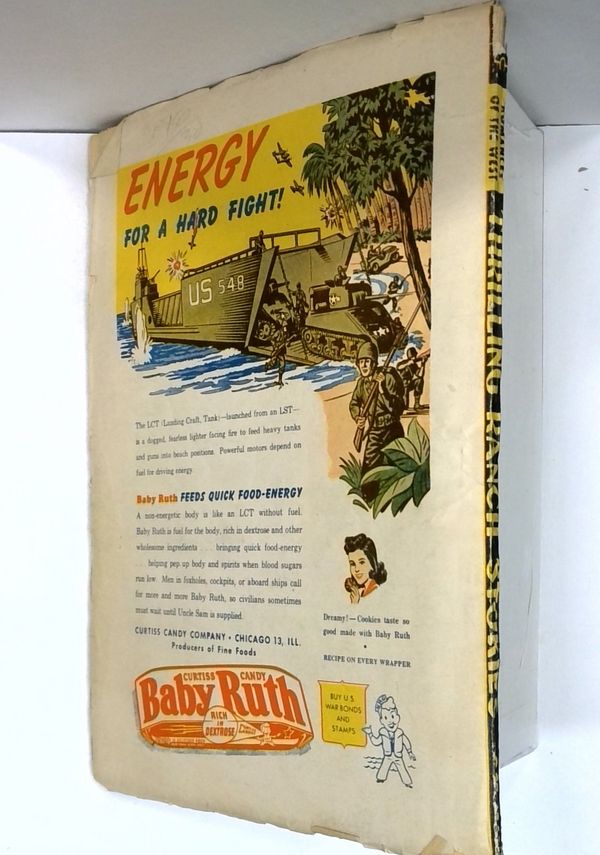 ENERGY
FOR A HARD FIGHT!
US 548
The LCT (Landing Craft, Tank)—launched from an LST—
is a dogged, fearless lighter facing fire to feed heavy tanks
and guns into beach positions. Powerful motors depend on
fuel for driving energy.
Baby Ruth FEEDS QUICK FOOD-ENERGY
A non-energetic body is like an LCT without fuel.
Baby Ruth is fuel for the body, rich in dextrose and other
wholesome ingredients . . . bringing quick food-energy
. . helping pep up body and spirits when blood sugars
run low. Men in foxholes, cockpits, or aboard ships call
for more and more Baby Ruth, so civilians sometimes
must wait until Uncle Sam is supplied.
CURTISS CANDY COMPANY • CHICAGO 13, ILL.
Producers of Fine Foods
CURTISS CANDY
Baby Ruth
RICH
IN
DEXTROSE
Dreamy!—Cookies taste so
good made with Baby Ruth
•
RECIPE ON EVERY WRAPPER
BUY U.S.
WAR BONDS
AND
STAMPS
OF THE WEST
THRILLING RANCH STORIES